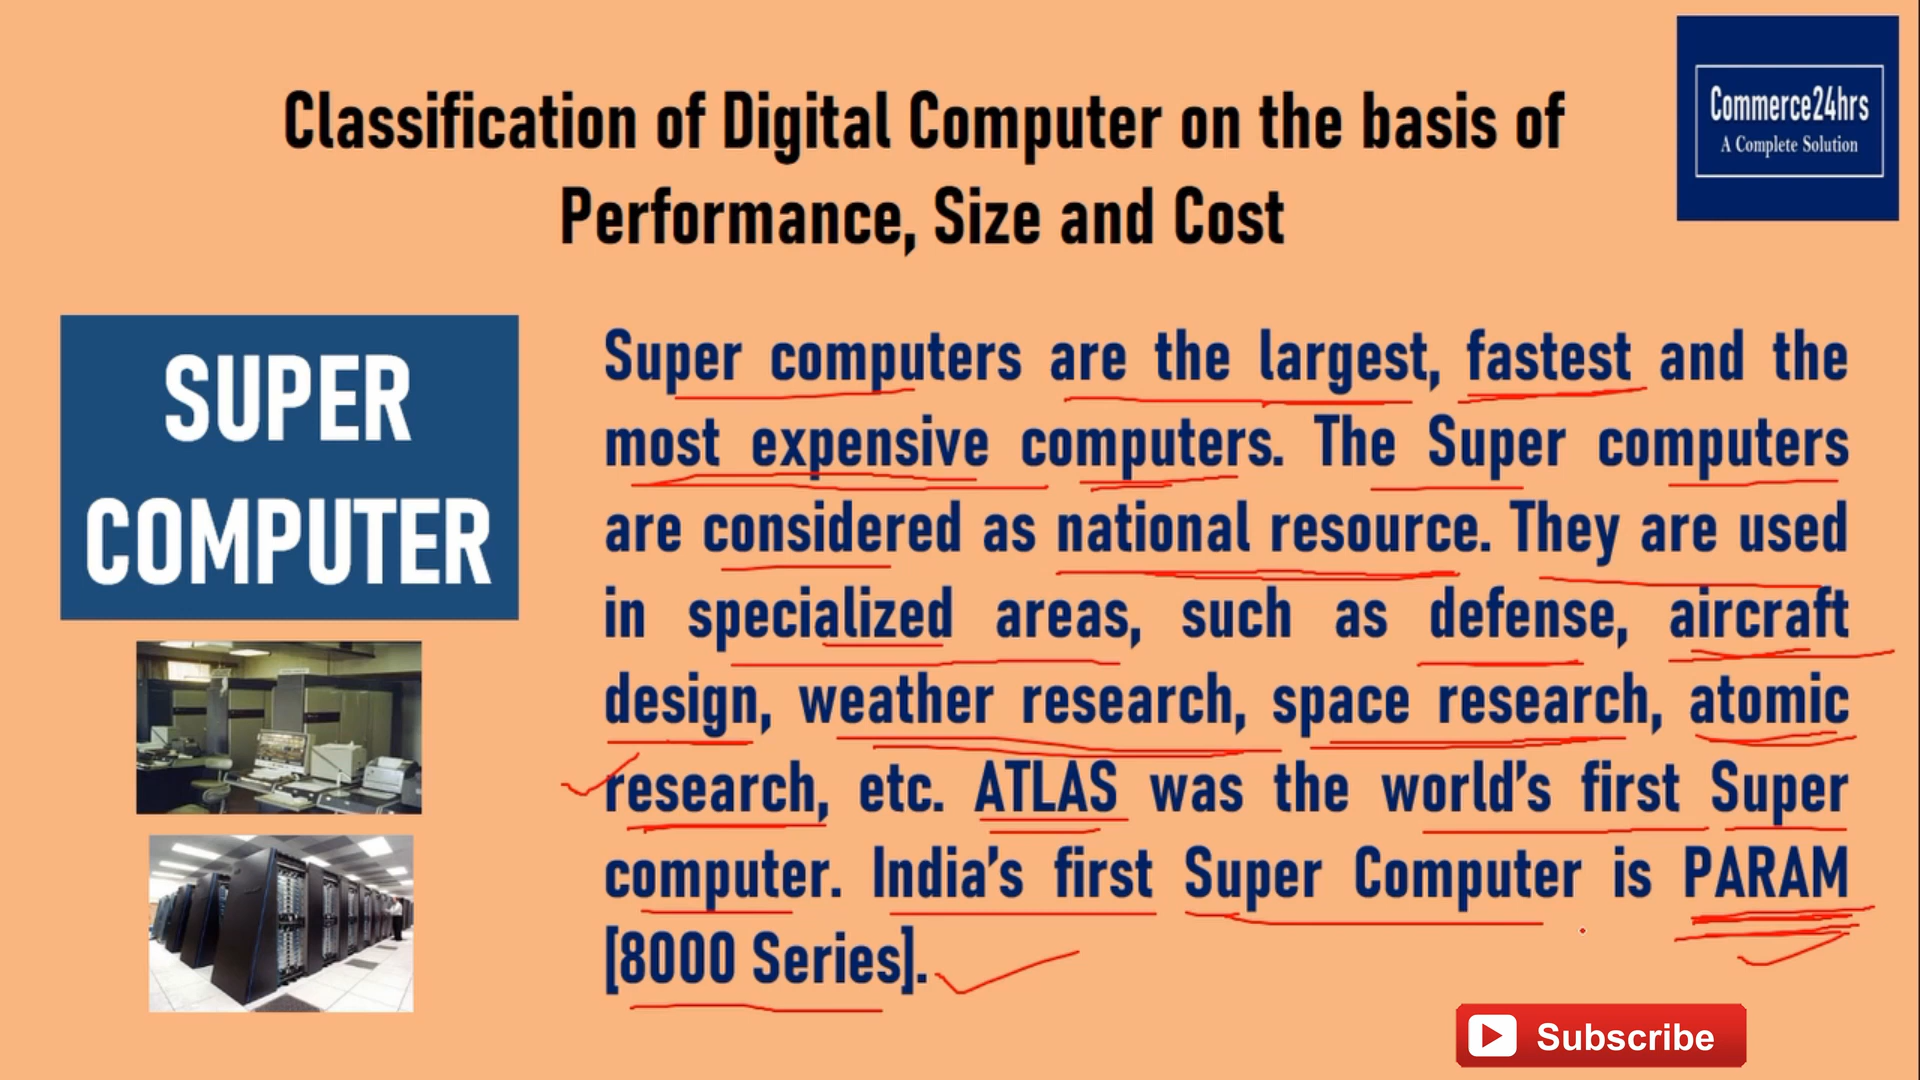 Classification of Digital Computer on the basis of
Performance, Size and Cost
Commerce24hrs
A Complete Solution
SUPER
COMPUTER
Super computers are the largest, fastest and the
most expensive computers. The Super computers
are considered as national resource. They are used
in specialized areas, such as defense, aircraft
design, weather research, space research, atomic
research, etc. ATLAS was the world's first Super
computer. India's first Super Computer is PARAM
[8000 Series].
Subscribe